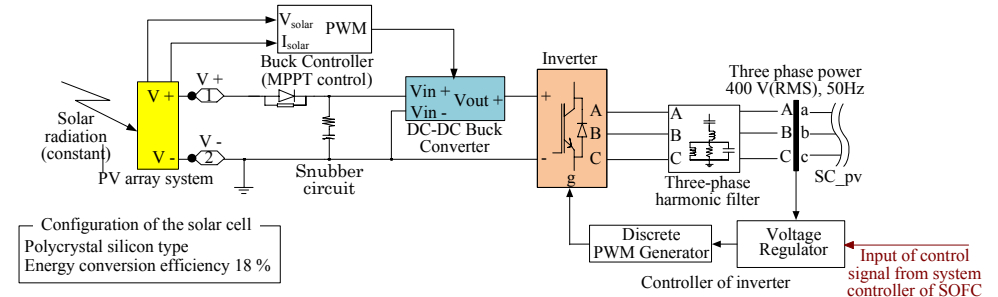 V_solar
I_solar
PWM
Buck Controller
(MPPT control)
Solar
radiation
(constant)
V +
V -
PV array system
V +
1
V -
2
Snubber
circuit
Vin +
Vin -
Vout +
DC-DC Buck
Converter
Inverter
+
-
A
B
C
g
A
B
C
Three-phase
harmonic filter
Three phase power
400 V(RMS), 50Hz
A
B
C
a
b
c
SC_pv
Configuration of the solar cell
Polycrystal silicon type
Energy conversion efficiency 18 %
Discrete
PWM Generator
Voltage
Regulator
Controller of inverter
Input of control
signal from system
controller of SOFC